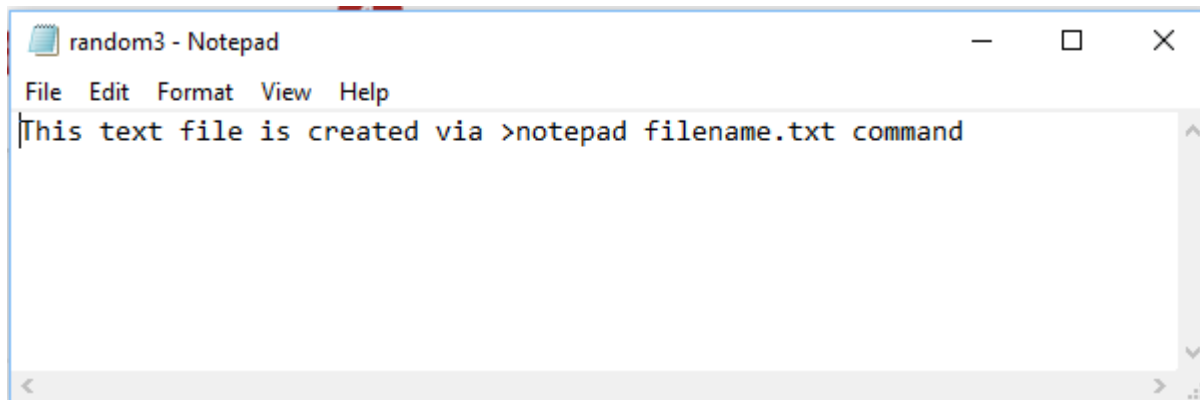 random3 - Notepad
File Edit Format View Help
This text file is created via >notepad filename.txt command